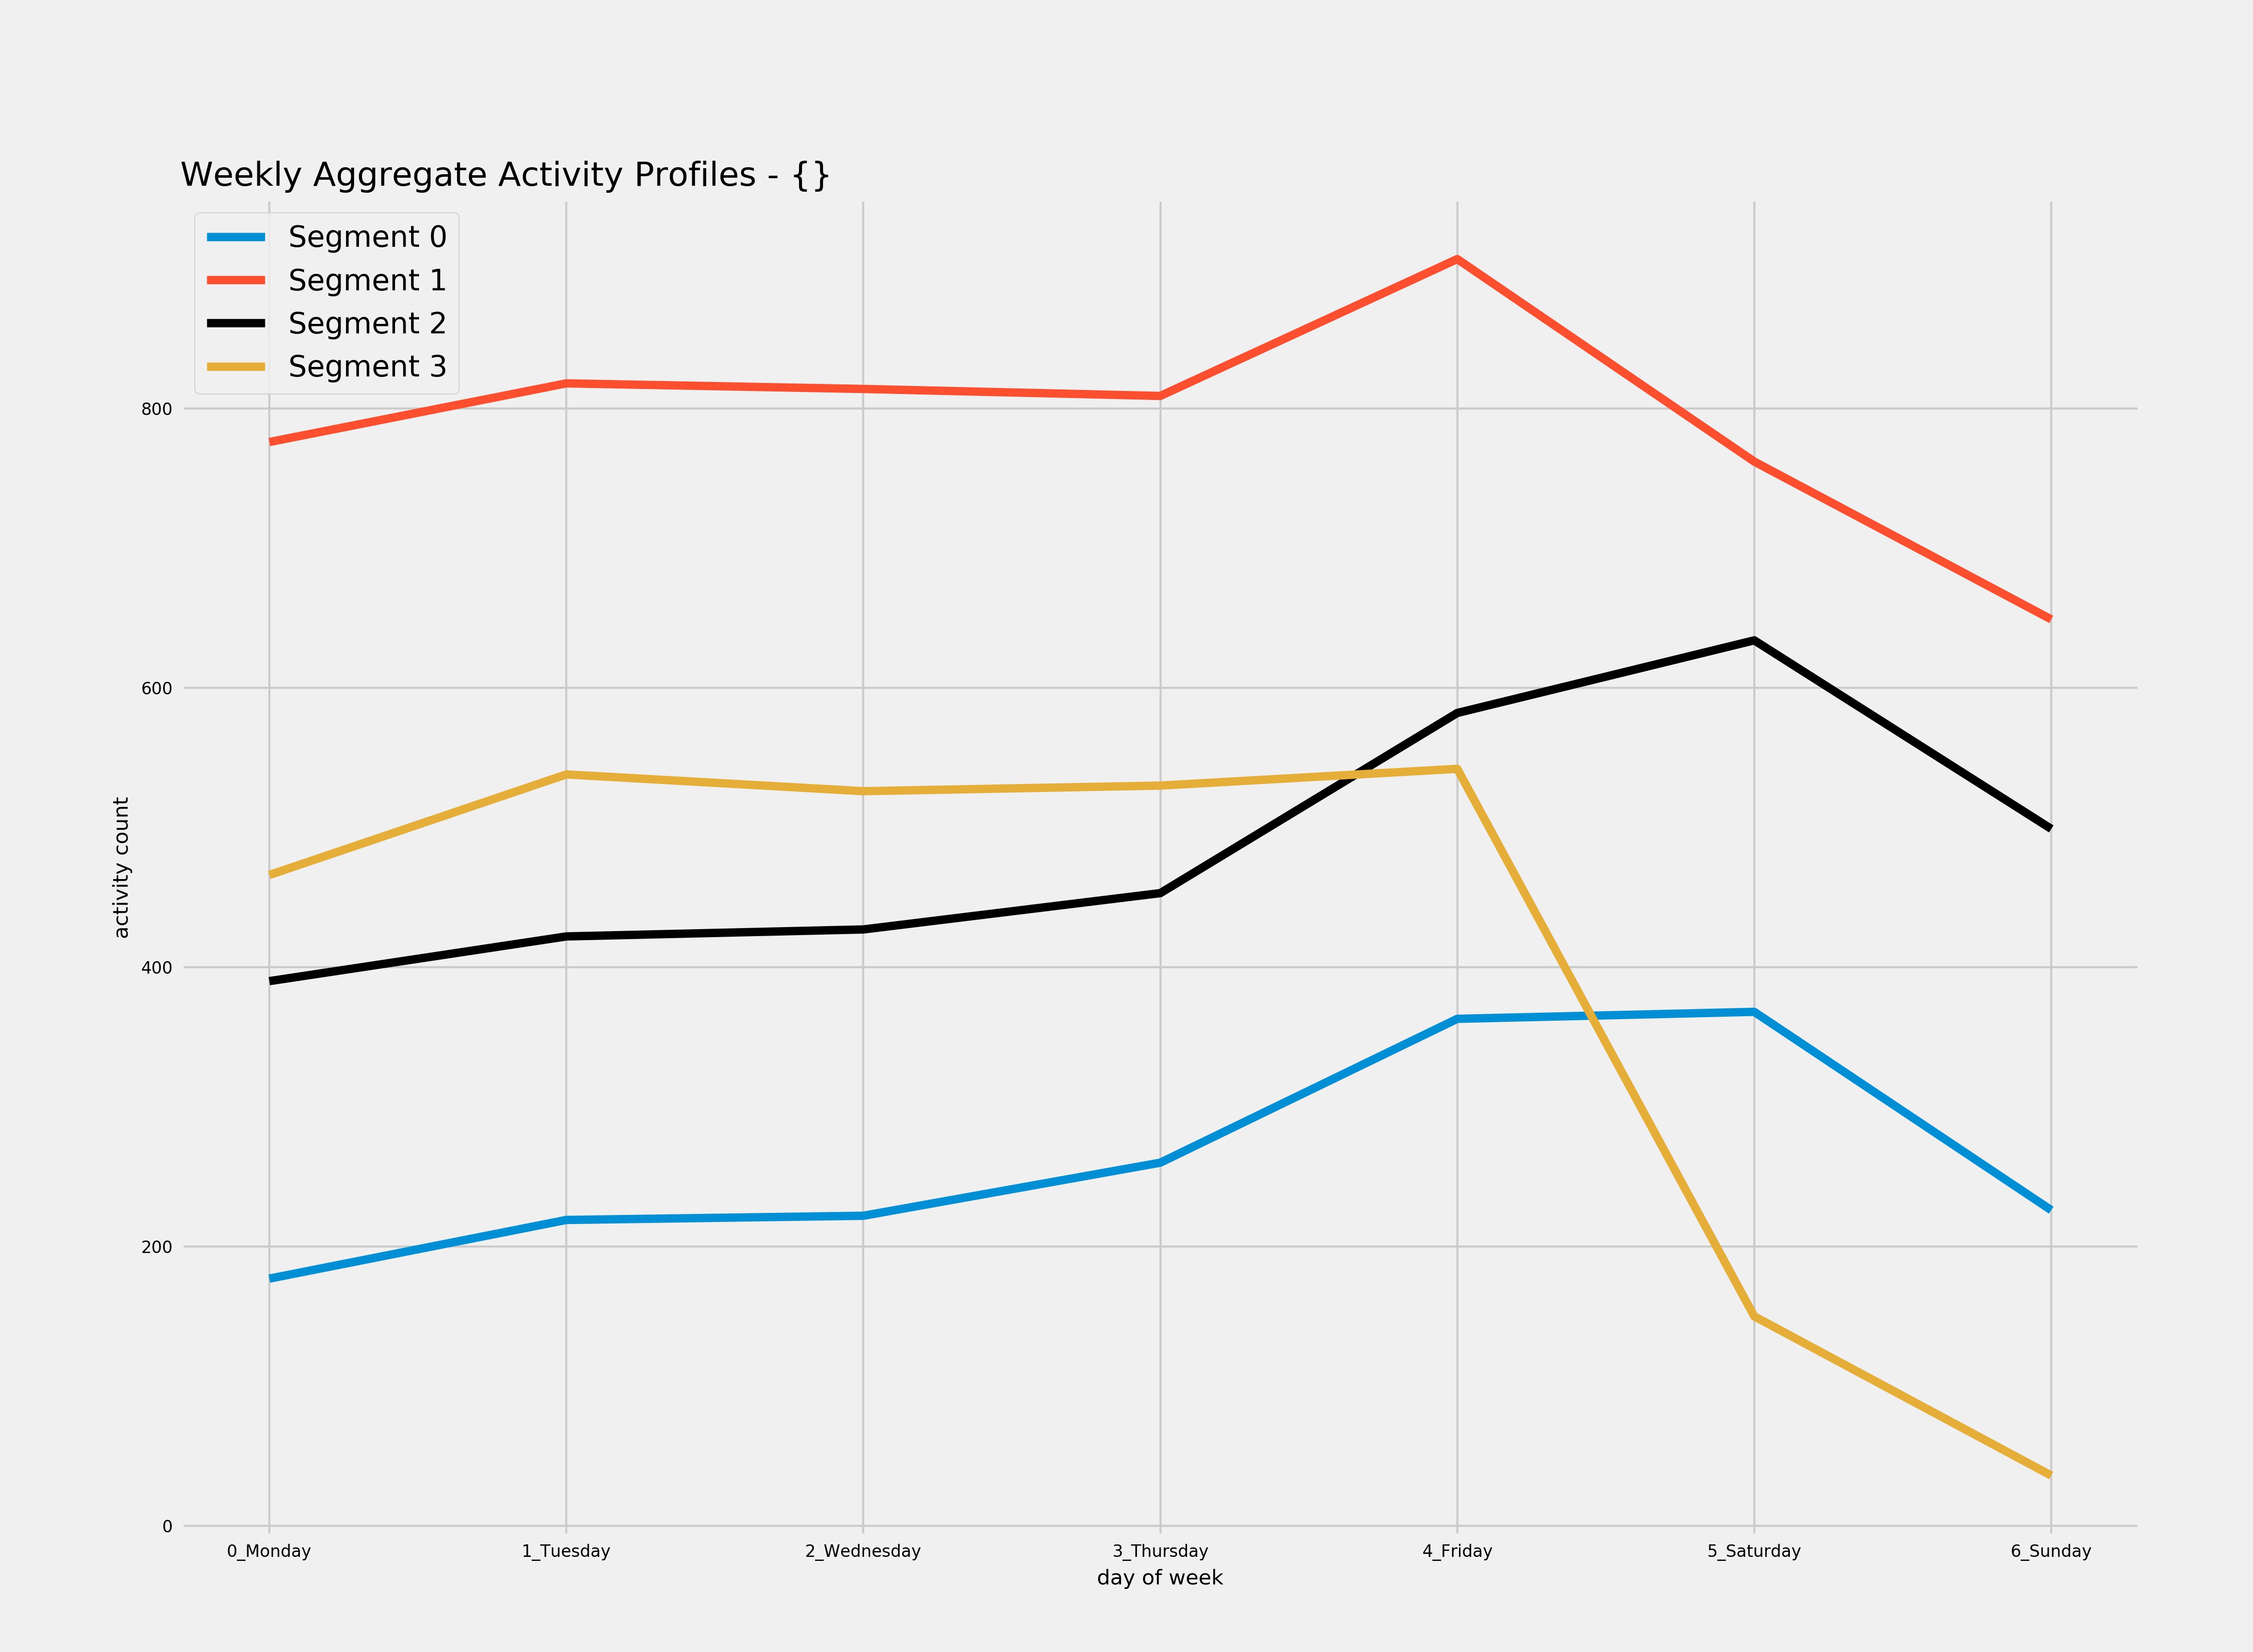 Weekly Aggregate Activity Profiles - {}
Segment 0
Segment 1
Segment 2
Segment 3
800
600
400
200
0
activity count
0_Monday 1_Tuesday 2_Wednesday 3_Thursday 4_Friday 5_Saturday 6_Sunday
day of week